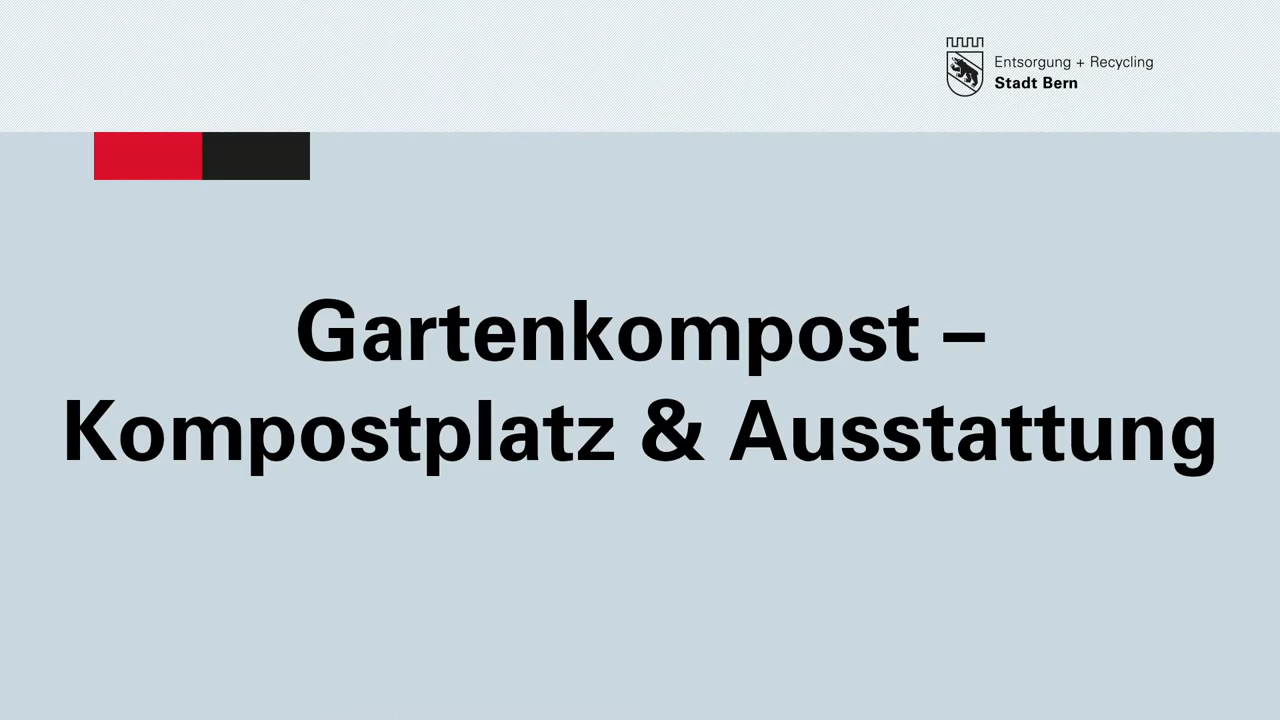 Entsorgung + Recycling
Stadt Bern
Gartenkompost –
Kompostplatz & Ausstattung